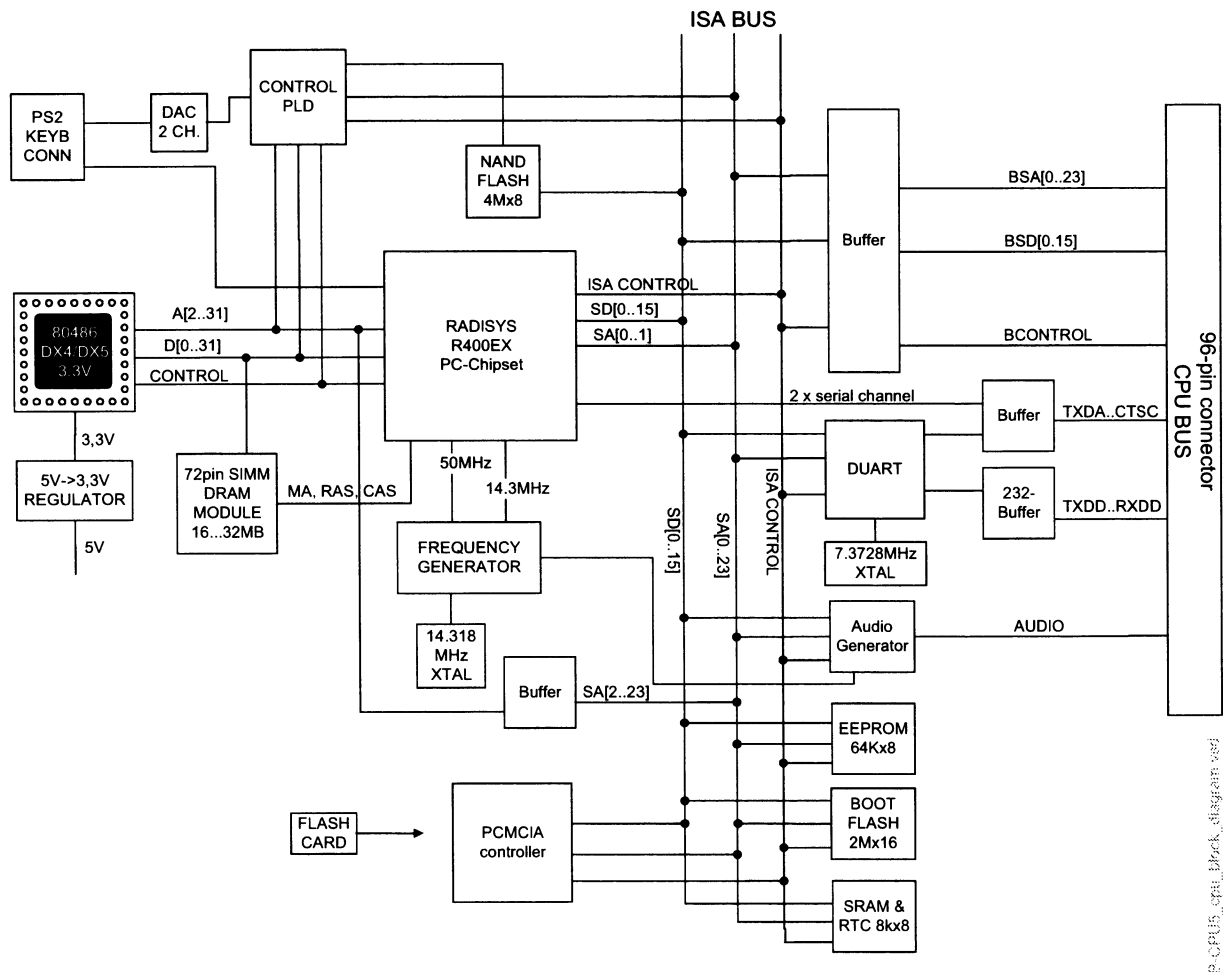 ISA BUS
CONTROL
PLD
PS2
KEYB
CONN
DAC
2 CH.
NAND
FLASH
4Mx8
Buffer
BSA[0..23]
BSD[0.15]
BCONTROL
96-pin connector
CPU BUS
80486
DX4/DX5
3.3V
A[2..31]
D[0..31]
CONTROL
RADISYS
R400EX
PC-Chipset
ISA CONTROL
SD[0..15]
SA[0..1]
2 x serial channel
Buffer
TXDA..CTSC
3,3V
5V->3,3V
REGULATOR
5V
72pin SIMM
DRAM
MODULE
16...32MB
MA, RAS, CAS
50MHz
14.3MHz
FREQUENCY
GENERATOR
14.318
MHz
XTAL
SD[0..15]
SA[0..23]
ISA CONTROL
DUART
232-
Buffer
TXDD..RXDD
7.3728MHz
XTAL
Audio
Generator
AUDIO
Buffer
SA[2..23]
EEPROM
64Kx8
FLASH
CARD
PCMCIA
controller
BOOT
FLASH
2Mx16
SRAM &
RTC 8kx8
P-CPU5_cpu_block_diagram.vsd